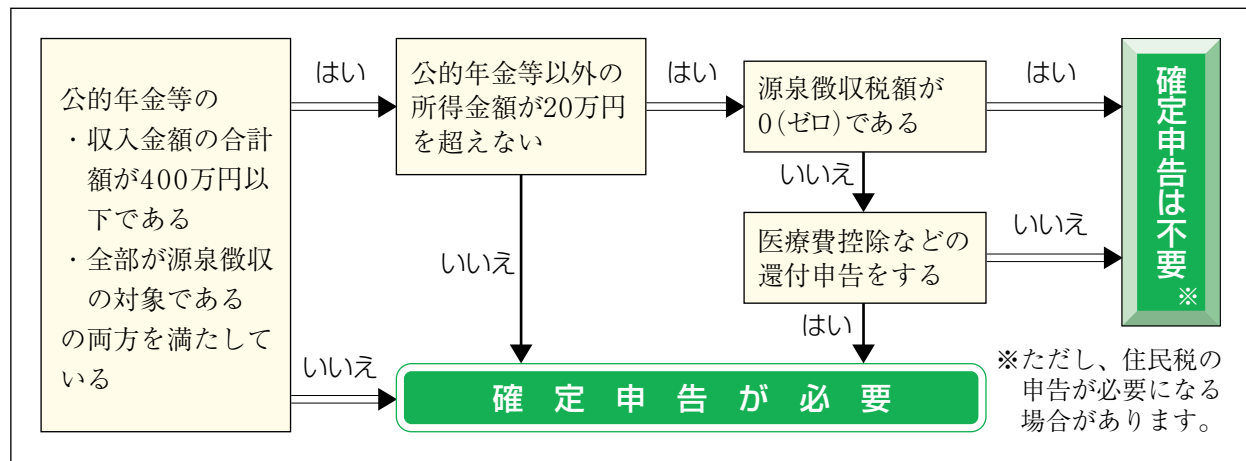 公的年金等の
・収入金額の合計
額が400万円以
下である
・全部が源泉徴収
の対象である
の両方を満たして
いる
はい
いいえ
公的年金等以外の
所得金額が20万円
を超えない
はい
いいえ
源泉徴収税額が
0(ゼロ)である
はい
いいえ
医療費控除などの
還付申告をする
いいえ
はい
確定申告は不要※
確定申告が必要
※ただし、住民税の
申告が必要になる
場合があります。